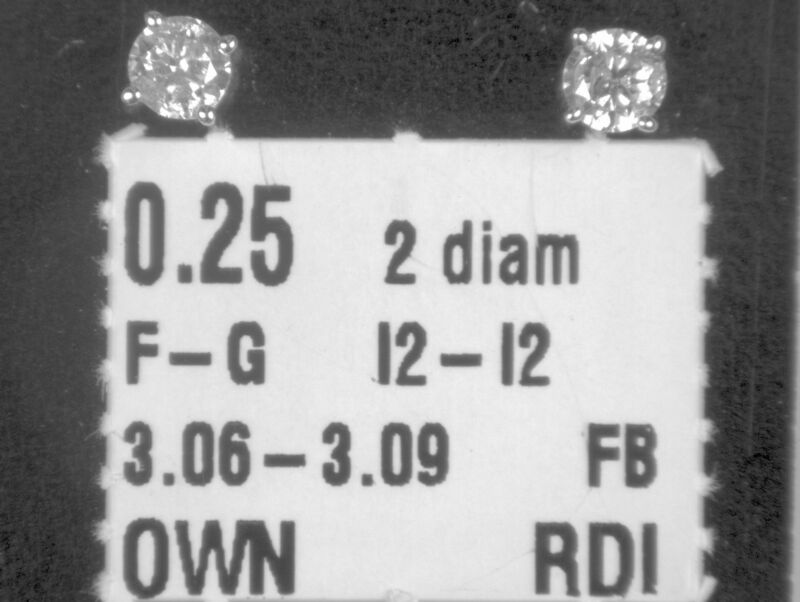 0.25 2 diam
F-G I2-I2
3.06-3.09 FB
OWN RDI